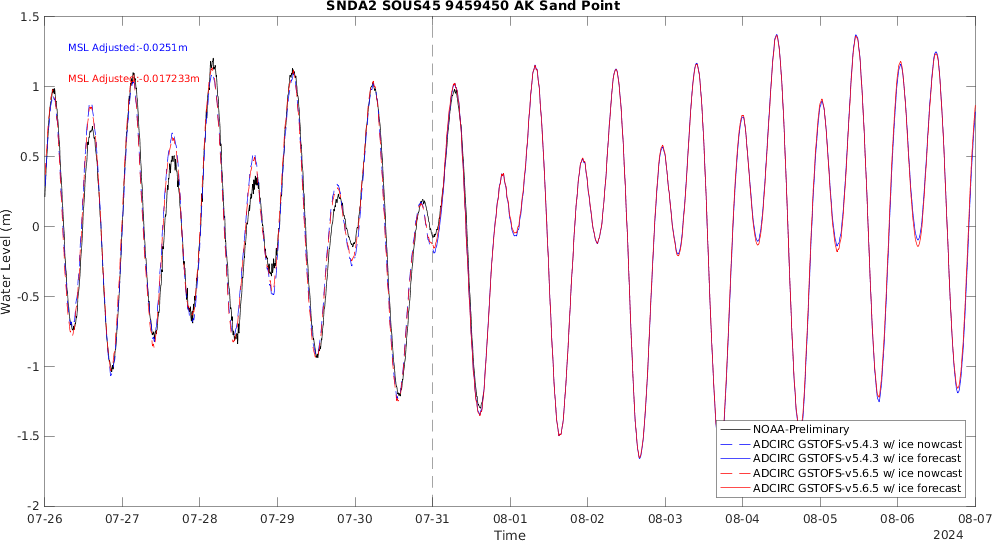 SNDA2 SOUS45 9459450 AK Sand Point
MSL Adjusted:-0.0251m
MSL Adjusted:-0.017233m
Water Level (m)
1.5
1
0.5
0
-0.5
-1
-1.5
-2
NOAA-Preliminary
ADCIRC GSTOFS-v5.4.3 w/ ice nowcast
ADCIRC GSTOFS-v5.4.3 w/ ice forecast
ADCIRC GSTOFS-v5.6.5 w/ ice nowcast
ADCIRC GSTOFS-v5.6.5 w/ ice forecast
07-26 07-27 07-28 07-29 07-30 07-31 08-01 08-02 08-03 08-04 08-05 08-06 08-07
Time
2024